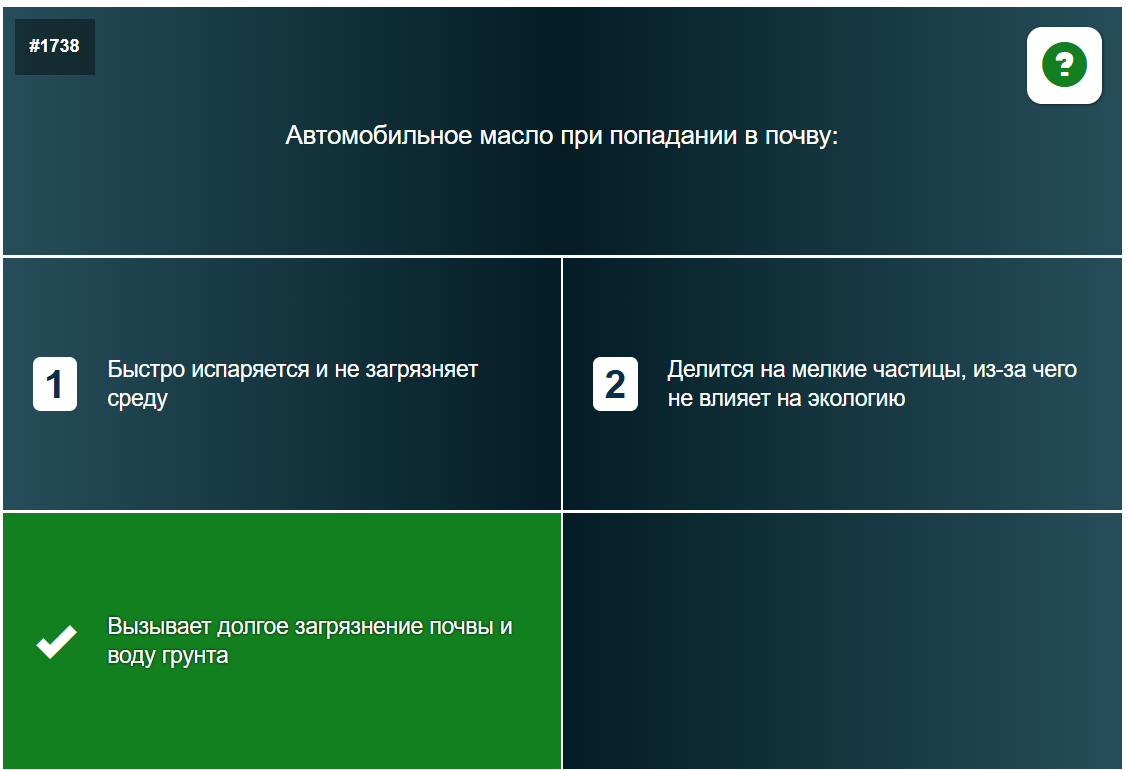 #1738
?
Автомобильное масло при попадании в почву:
1
Быстро испаряется и не загрязняет
среду
2
Делится на мелкие частицы, из-за чего
не влияет на экологию
Вызывает долгое загрязнение почвы и
воду грунта